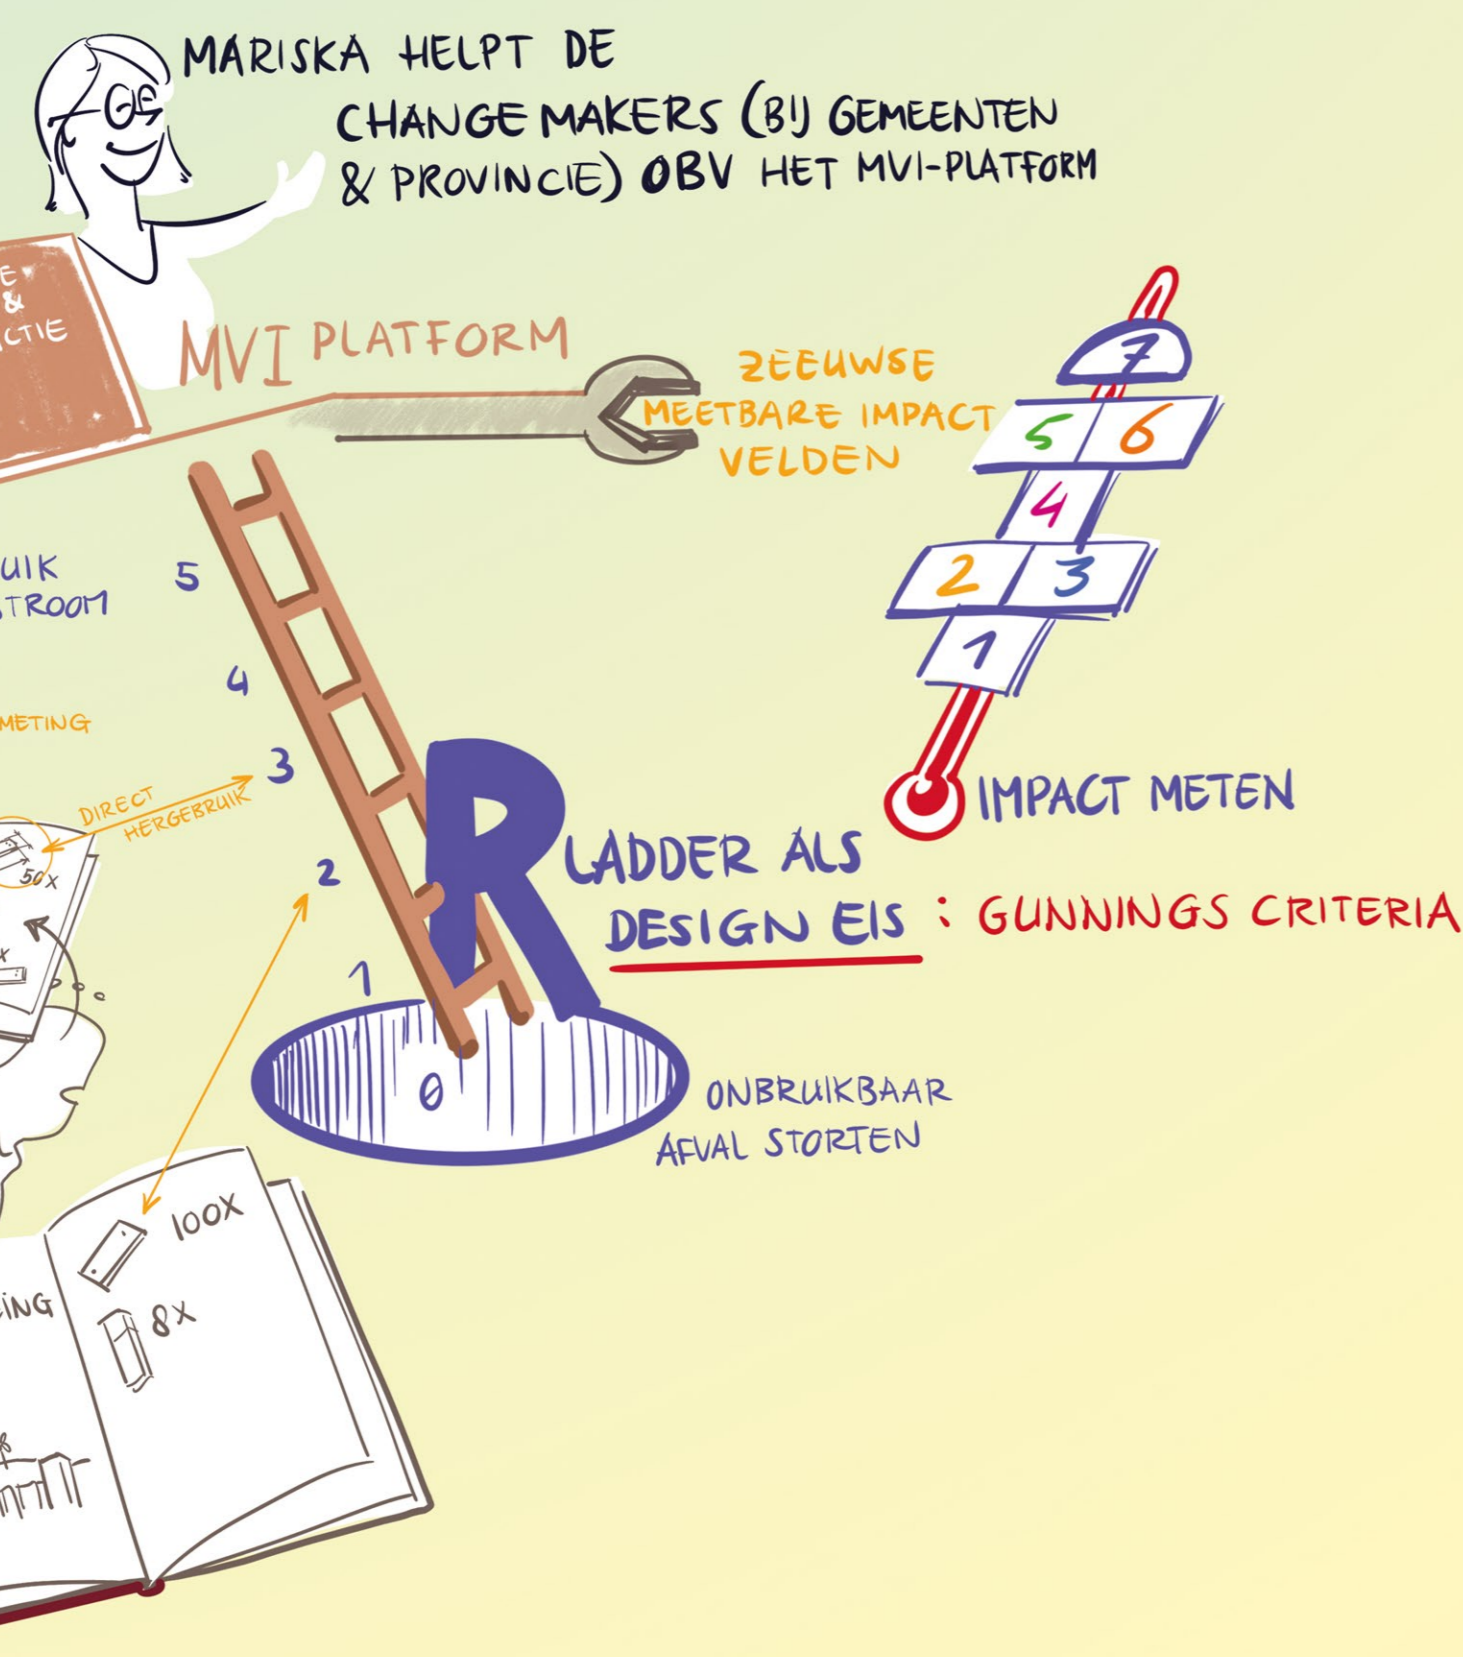 MARISKA HELPT DE
CHANGE MAKERS (BIJ GEMEENTEN
& PROVINCIE) OBV HET MVI-PLATFORM
&
MVI PLATFORM
ZEEUWSE
MEETBARE IMPACT
VELDEN
7
5 6
4
2 3
1
IMPACT METEN
5
4
3
2
1
0
DIRECT
HERGEBRUIK
50X
R LADDER ALS
DESIGN EIS : GUNNINGS CRITERIA
ONBRUIKBAAR
AFVAL STORTEN
100X
8X